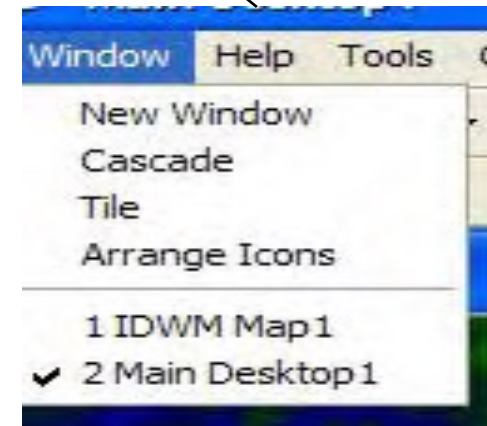 Window Help Tools
New Window
Cascade
Tile
Arrange Icons
1 IDWM Map1
✔ 2 Main Desktop1